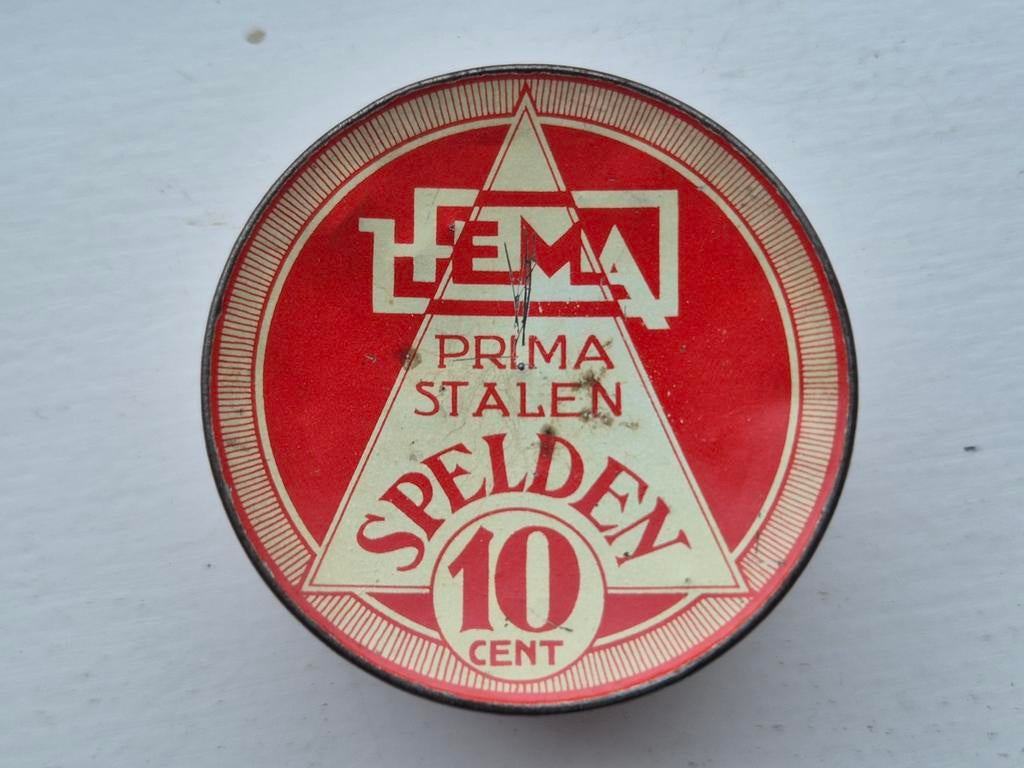 HEMA
PRIMA
STALEN
SPELDEN
10
CENT